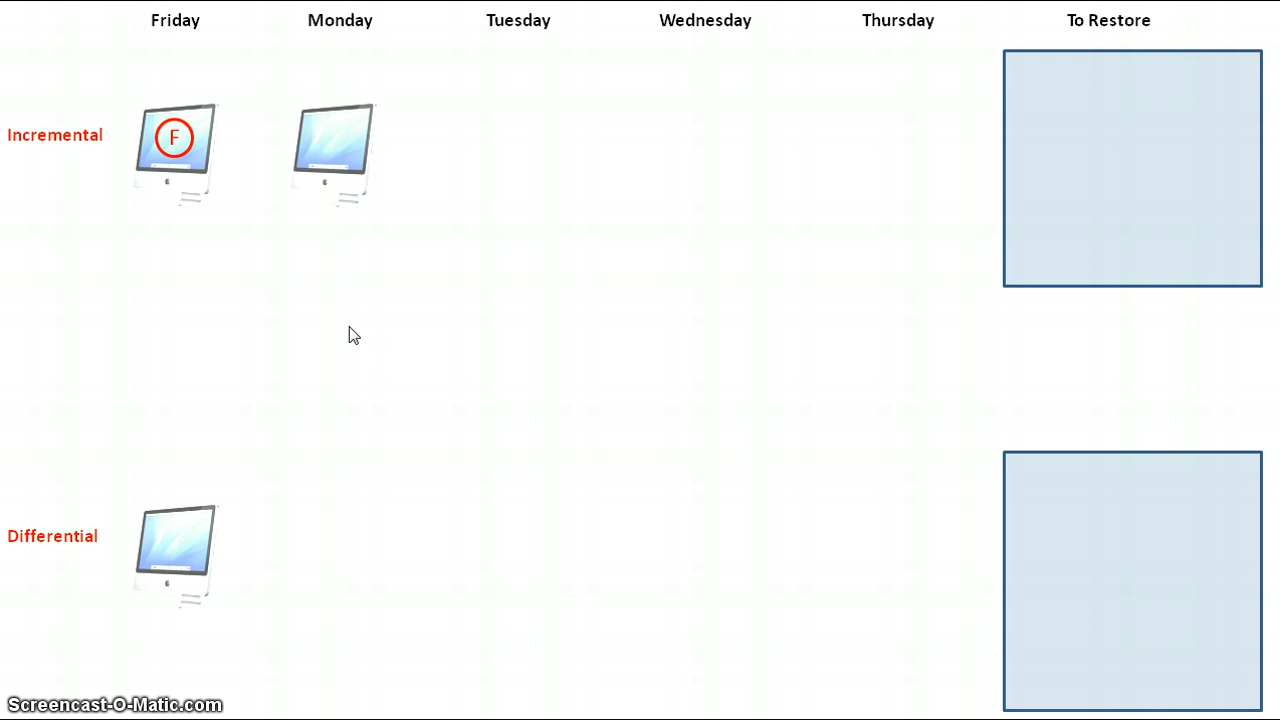 Friday Monday Tuesday Wednesday Thursday To Restore
Incremental
F
Differential
Screencast-O-Matic.com